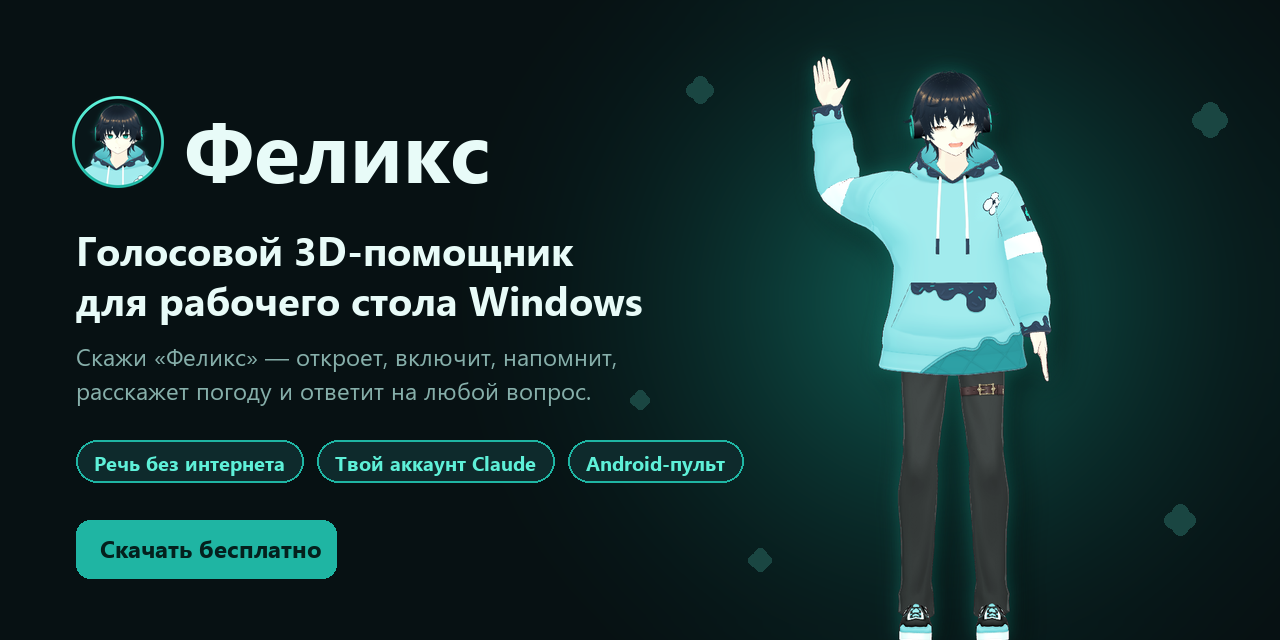 Феликс
Голосовой 3D-помощник
для рабочего стола Windows
Скажи «Феликс» — откроет, включит, напомнит,
расскажет погоду и ответит на любой вопрос.
Речь без интернета
Твой аккаунт Claude
Android-пульт
Скачать бесплатно